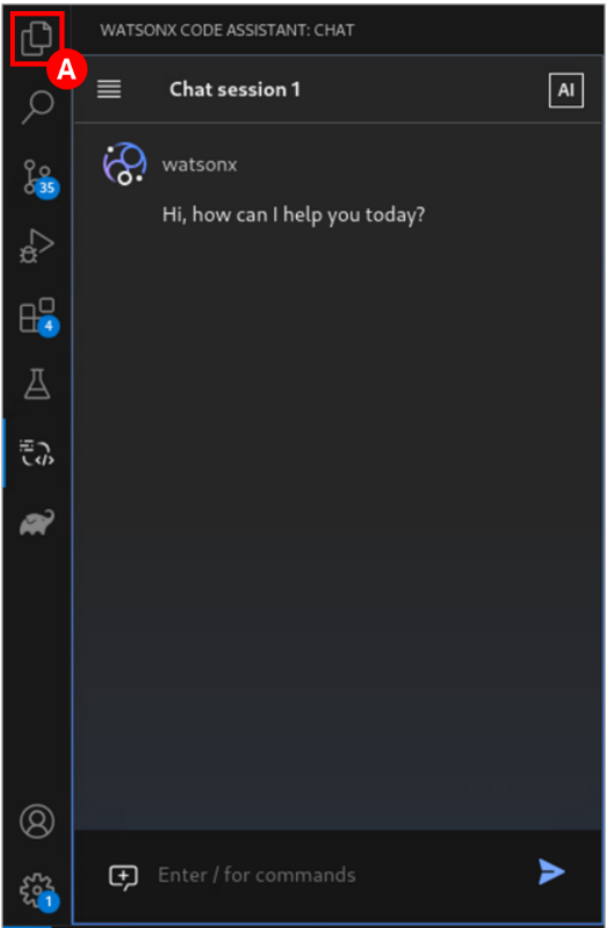 WATSONX CODE ASSISTANT: CHAT
A
Chat session 1
AI
watsonx
35
Hi, how can I help you today?
4
Enter / for commands
1